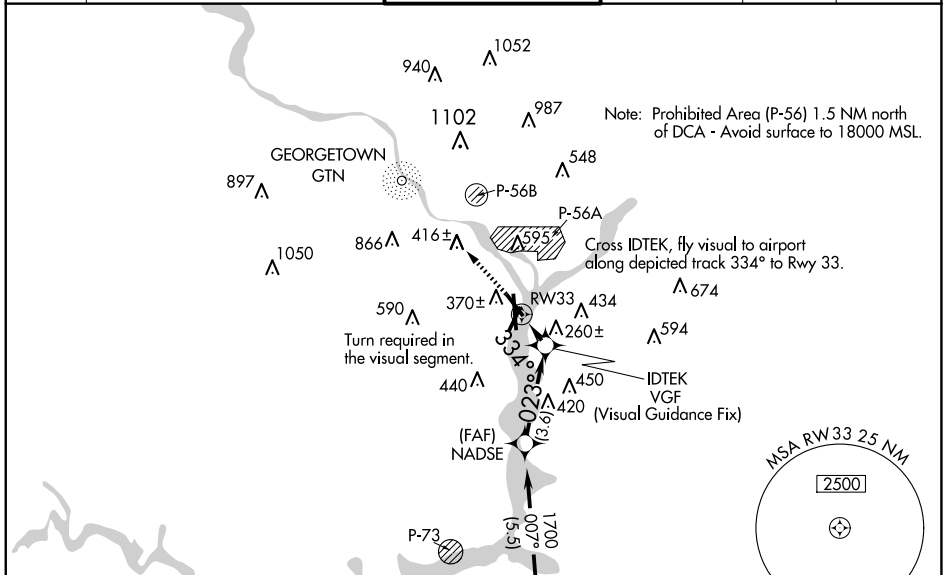 1052
940
1102
987
Note: Prohibited Area (P-56) 1.5 NM north
of DCA - Avoid surface to 18000 MSL.
GEORGETOWN
GTN
548
897
P-56B
P-56A
866
416±
595
Cross IDTEK, fly visual to airport
along depicted track 334° to Rwy 33.
1050
674
370±
RW33
434
590
260±
594
Turn required in
the visual segment.
334°
440
450
IDTEK
VGF
(Visual Guidance Fix)
420
023°
(3.6)
(FAF)
NADSE
MSA RW33 25 NM
2500
1700
007°
(5.5)
P-73